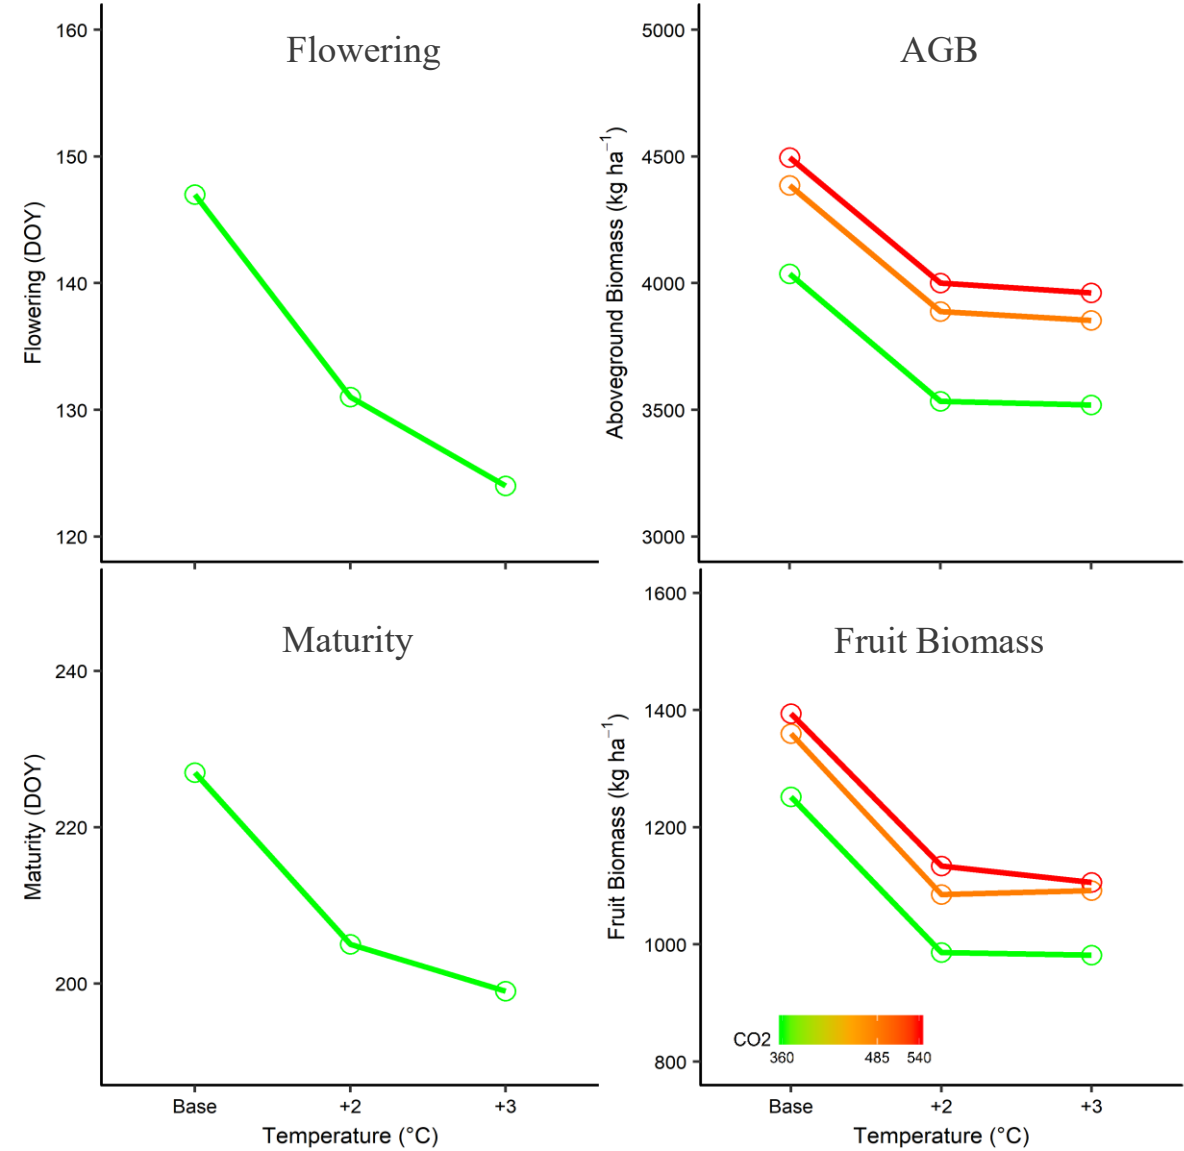 Flowering
Flowering (DOY)
160
150
140
130
120
AGB
Aboveground Biomass (kg ha⁻¹)
5000
4500
4000
3500
3000
Maturity
Maturity (DOY)
240
220
200
Base
+2
+3
Temperature (°C)
Fruit Biomass
Fruit Biomass (kg ha⁻¹)
1600
1400
1200
1000
800
CO2
360
485
540
Base
+2
+3
Temperature (°C)